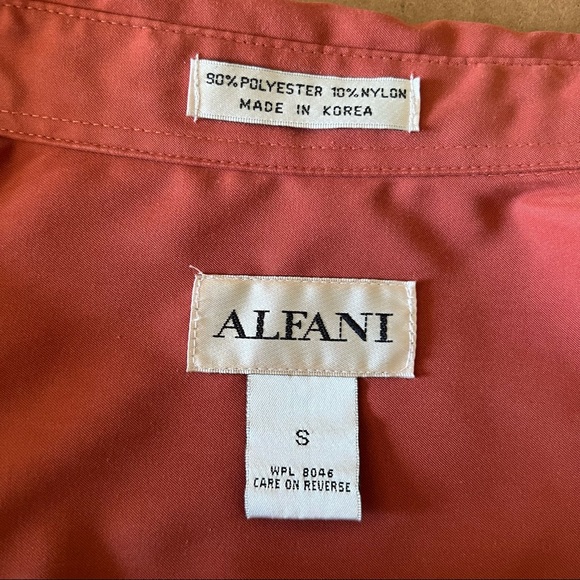 90% POLYESTER 10% NYLON
MADE IN KOREA
ALFANI
S
WPL 8046
CARE ON REVERSE